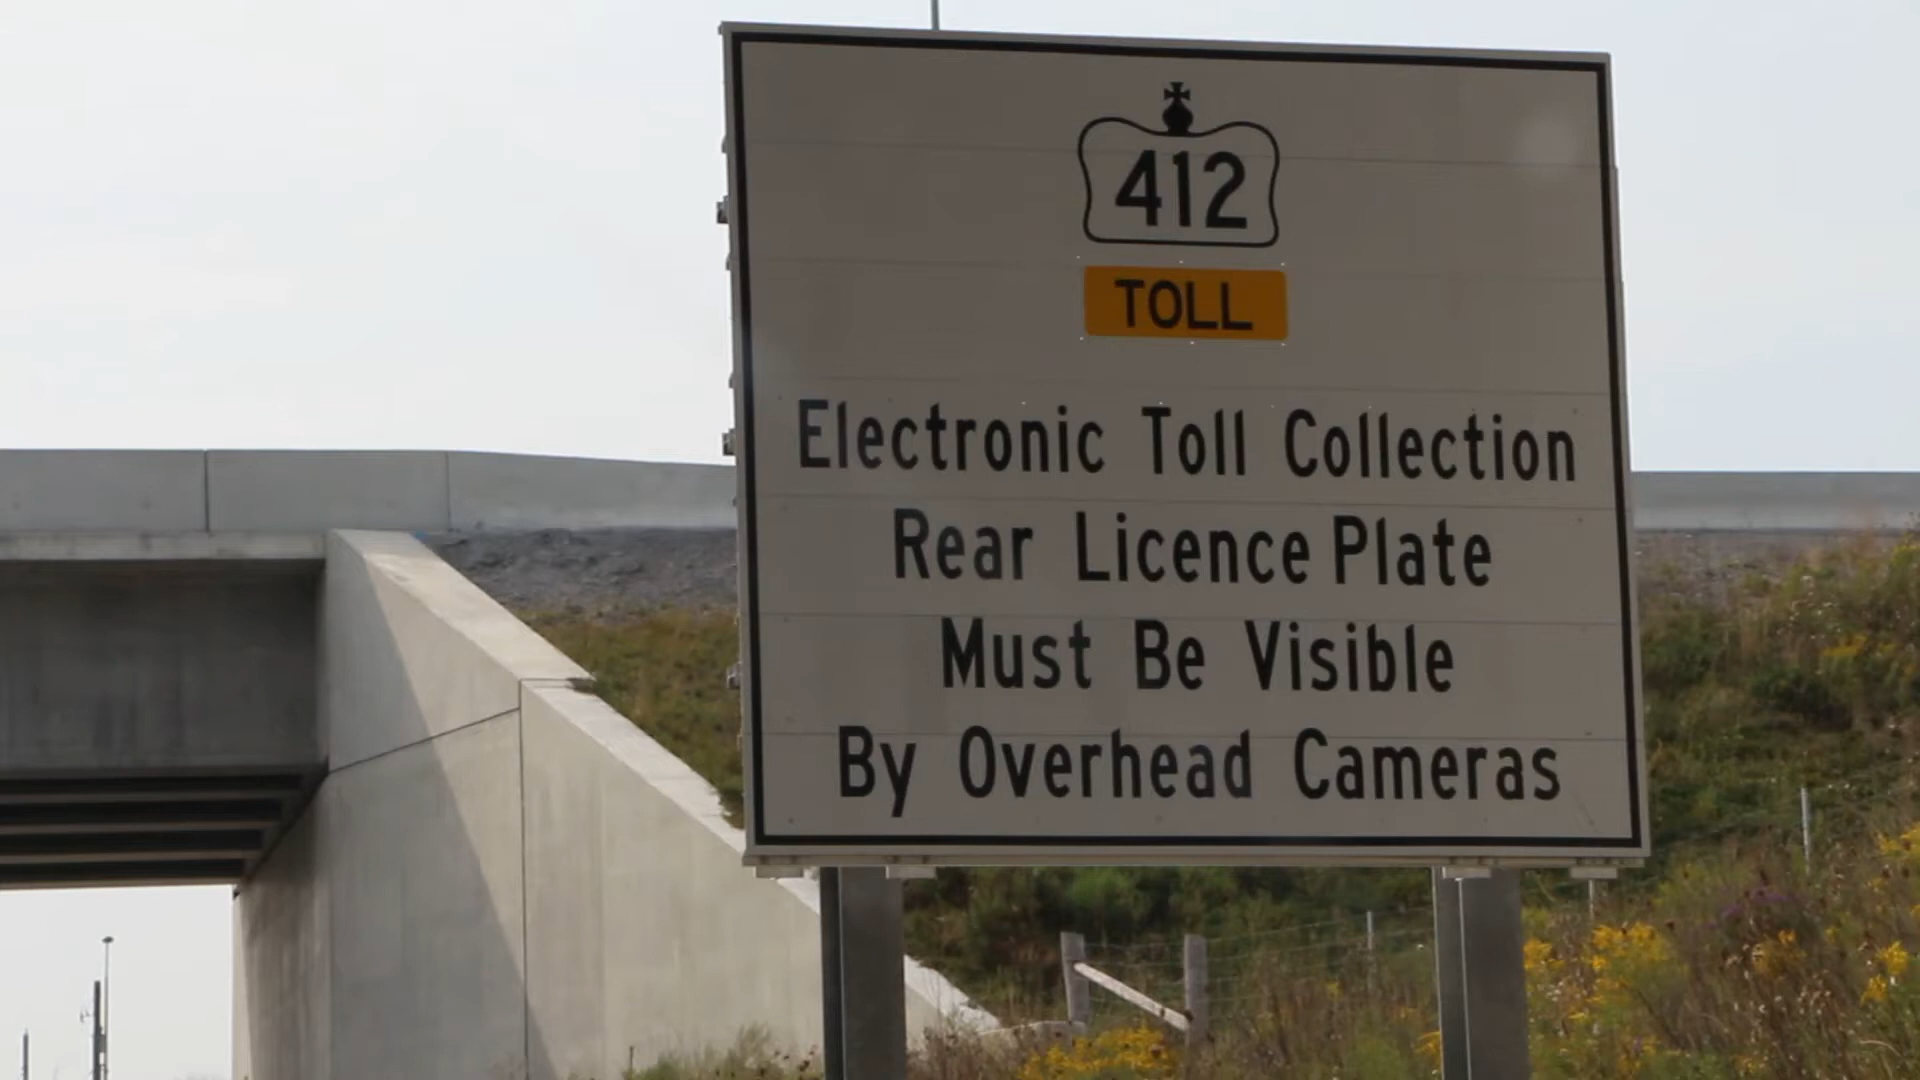 412
TOLL
Electronic Toll Collection
Rear Licence Plate
Must Be Visible
By Overhead Cameras